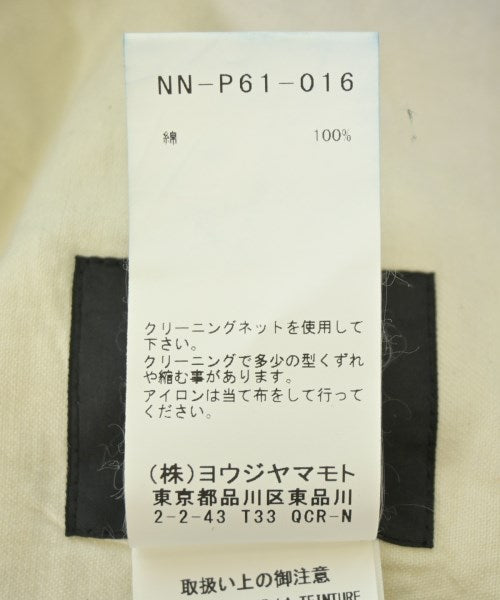 NN-P61-016
綿 100%
クリーニングネットを使用して
下さい。
クリーニングで多少の型くずれ
や縮む事があります。
アイロンは当て布をして行って
ください。
(株)ヨウジヤマモト
東京都品川区東品川
2-2-43 T33 QCR-N
取扱い上の御注意
TEINTURE